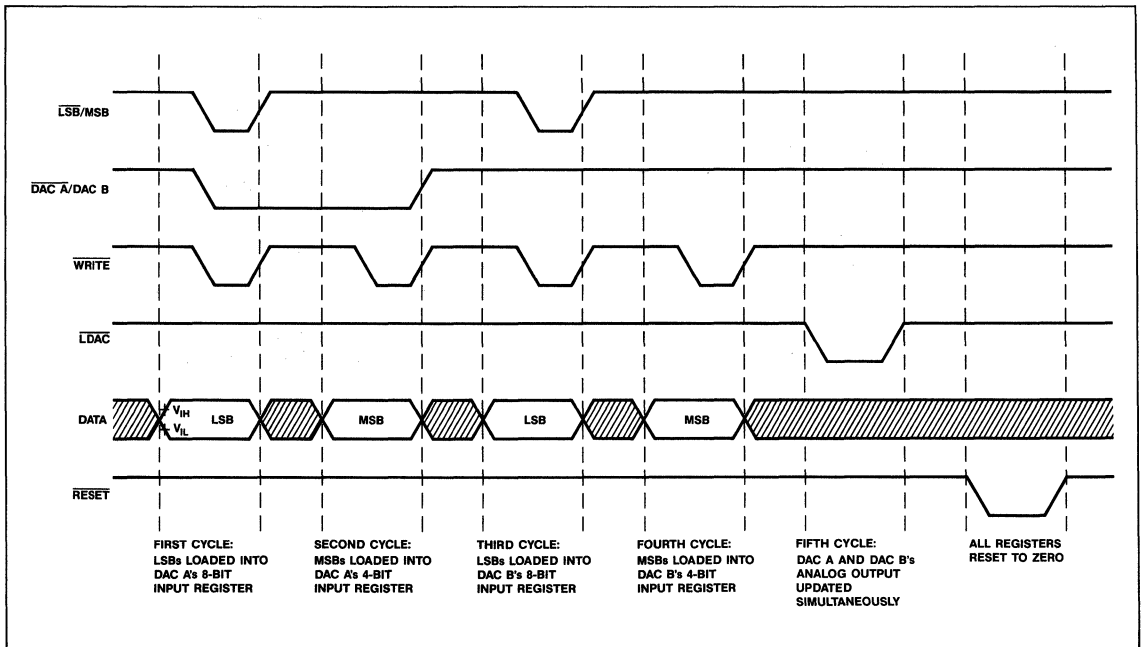 LSB/MSB
DAC A/DAC B
WRITE
LDAC
DATA
VIH
VIL
LSB
MSB
LSB
MSB
RESET
FIRST CYCLE:
LSBs LOADED INTO
DAC A's 8-BIT
INPUT REGISTER
SECOND CYCLE:
MSBs LOADED INTO
DAC A's 4-BIT
INPUT REGISTER
THIRD CYCLE:
LSBs LOADED INTO
DAC B's 8-BIT
INPUT REGISTER
FOURTH CYCLE:
MSBs LOADED INTO
DAC B's 4-BIT
INPUT REGISTER
FIFTH CYCLE:
DAC A AND DAC B's
ANALOG OUTPUT
UPDATED
SIMULTANEOUSLY
ALL REGISTERS
RESET TO ZERO